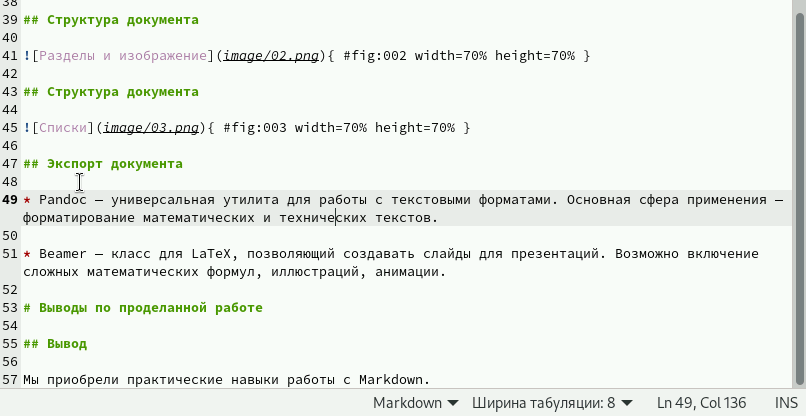 38
39 ## Структура документа
40
41 ![Разделы и изображение](image/02.png){ #fig:002 width=70% height=70% }
42
43 ## Структура документа
44
45 ![Списки](image/03.png){ #fig:003 width=70% height=70% }
46
47 ## Экспорт документа
48
49 * Pandoc — универсальная утилита для работы с текстовыми форматами. Основная сфера применения —
форматирование математических и технических текстов.
50
51 * Beamer — класс для LaTeX, позволяющий создавать слайды для презентаций. Возможно включение
сложных математических формул, иллюстраций, анимации.
52
53 # Выводы по проделанной работе
54
55 ## Вывод
56
57 Мы приобрели практические навыки работы с Markdown.
Markdown Ширина табуляции: 8 Ln 49, Col 136 INS